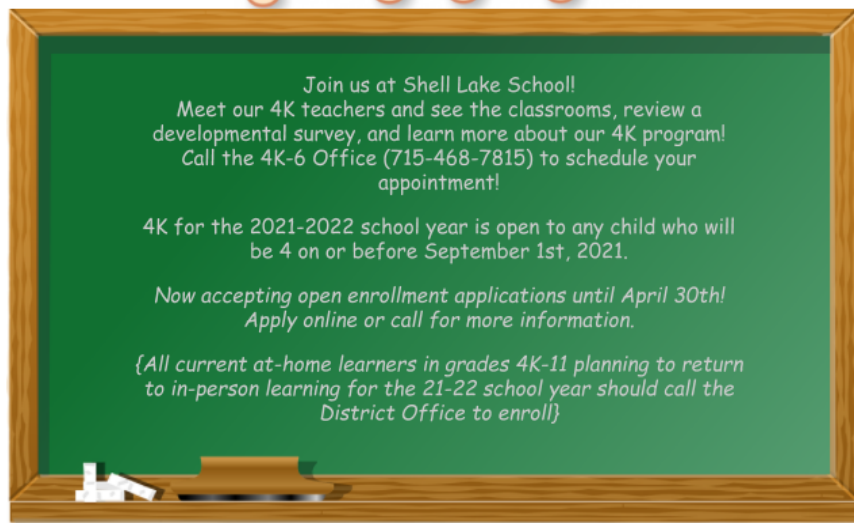 Join us at Shell Lake School!
Meet our 4K teachers and see the classrooms, review a
developmental survey, and learn more about our 4K program!
Call the 4K-6 Office (715-468-7815) to schedule your
appointment!
4K for the 2021-2022 school year is open to any child who will
be 4 on or before September 1st, 2021.
Now accepting open enrollment applications until April 30th!
Apply online or call for more information.
{All current at-home learners in grades 4K-11 planning to return
to in-person learning for the 21-22 school year should call the
District Office to enroll}